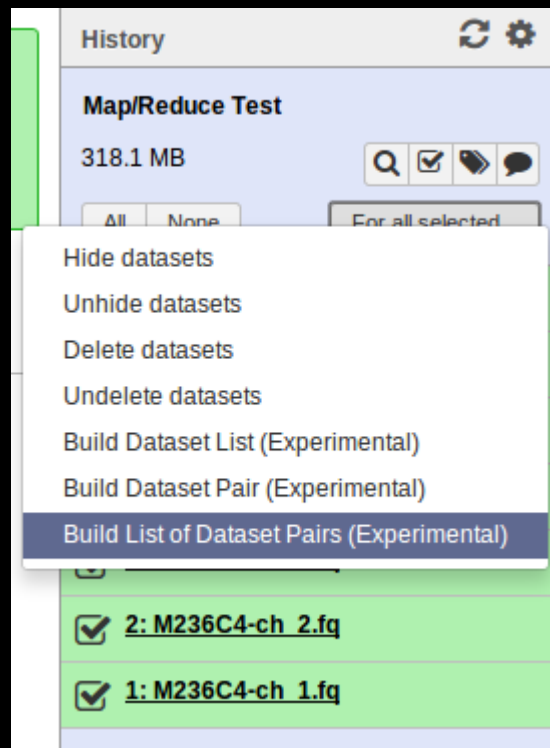 History
Map/Reduce Test
318.1 MB
All None For all selected...
Hide datasets
Unhide datasets
Delete datasets
Undelete datasets
Build Dataset List (Experimental)
Build Dataset Pair (Experimental)
Build List of Dataset Pairs (Experimental)
2: M236C4-ch_2.fq
1: M236C4-ch_1.fq